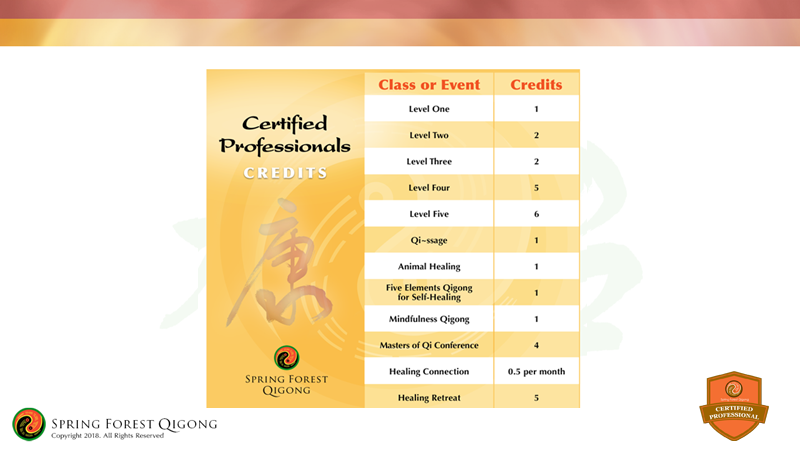 Certified
Professionals
CREDITS
康
SPRING FOREST
QIGONG
Class or Event Credits
Level One 1
Level Two 2
Level Three 2
Level Four 5
Level Five 6
Qi~ssage 1
Animal Healing 1
Five Elements Qigong
for Self-Healing 1
Mindfulness Qigong 1
Masters of Qi Conference 4
Healing Connection 0.5 per month
Healing Retreat 5
SPRING FOREST QIGONG
Copyright 2018. All Rights Reserved
CERTIFIED
PROFESSIONAL